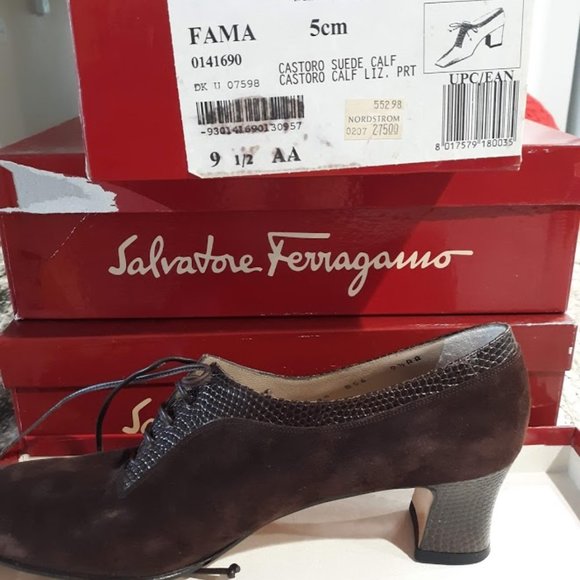 FAMA 5cm
0141690
CASTORO SUEDE CALF
CASTORO CALF LIZ. PRT
DK U 07598
UPC/EAN
55298
NORDSTROM
0207 27500
-930141690130957
8 017579 180035
9 1/2 AA
Salvatore Ferragamo